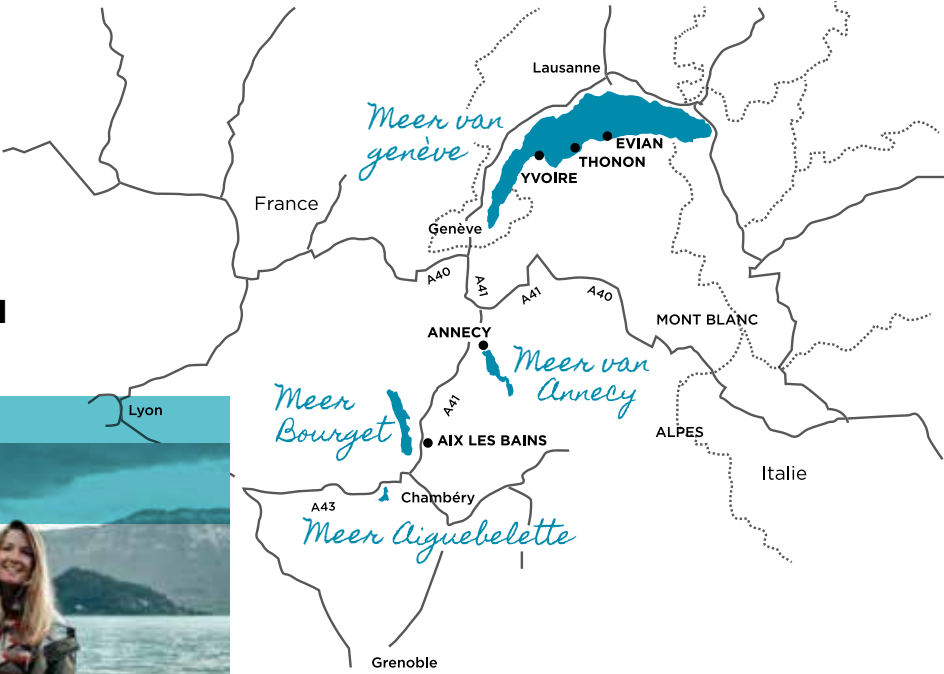 Lausanne
Meer van
genève
EVIAN
THONON
YVOIRE
France
Genève
A40
A41
A41
A40
MONT BLANC
ANNECY
Meer van
Annecy
Meer
Bourget
A41
Lyon
AIX LES BAINS
ALPES
Italie
A43
Chambéry
Meer Aiguebelette
Grenoble